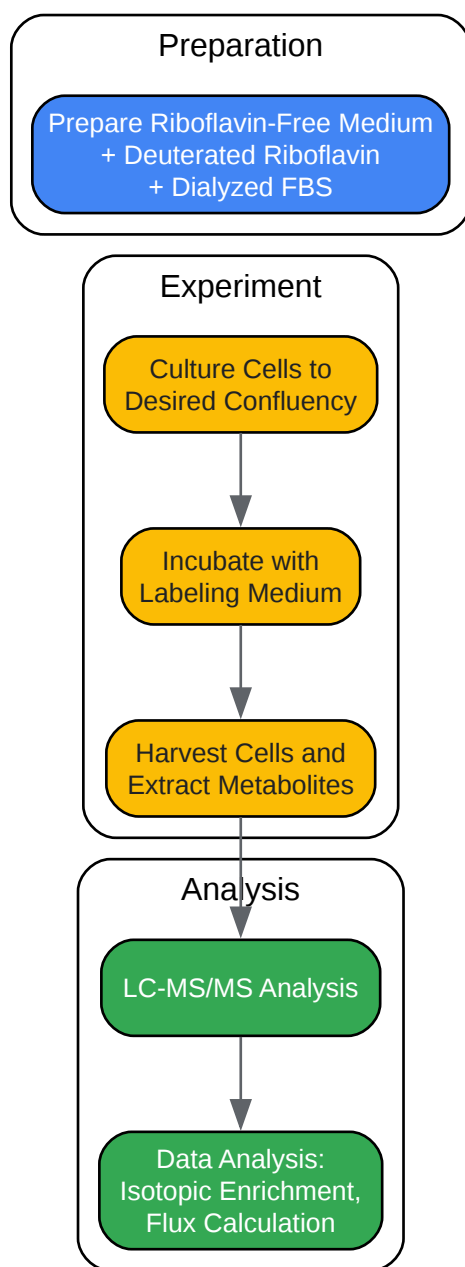 Preparation
Prepare Riboflavin-Free Medium
+ Deuterated Riboflavin
+ Dialyzed FBS
Experiment
Culture Cells to
Desired Confluency
Incubate with
Labeling Medium
Harvest Cells and
Extract Metabolites
Analysis
LC-MS/MS Analysis
Data Analysis:
Isotopic Enrichment,
Flux Calculation